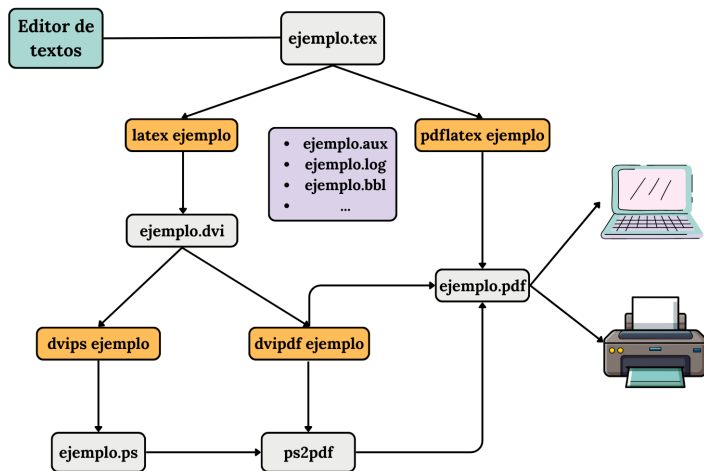 Editor de
textos
ejemplo.tex
latex ejemplo
pdflatex ejemplo
• ejemplo.aux
• ejemplo.log
• ejemplo.bbl
• ...
ejemplo.dvi
ejemplo.pdf
dvips ejemplo
dvipdf ejemplo
ejemplo.ps
ps2pdf